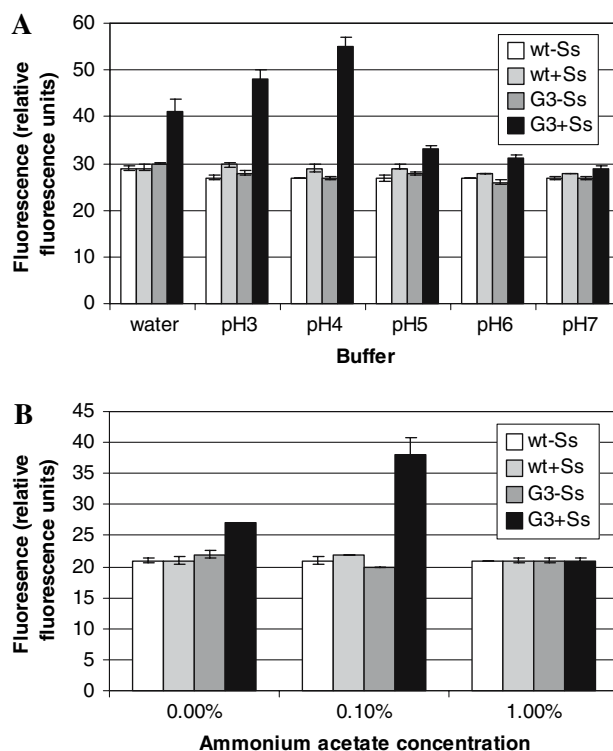 A
Fluorescence (relative
fluorescence units)
60
50
40
30
20
10
0
wt-Ss
wt+Ss
G3-Ss
G3+Ss
water pH3 pH4 pH5 pH6 pH7
Buffer
B
Fluoresence (relative
fluorescence units)
45
40
35
30
25
20
15
10
5
0
wt-Ss
wt+Ss
G3-Ss
G3+Ss
0.00% 0.10% 1.00%
Ammonium acetate concentration